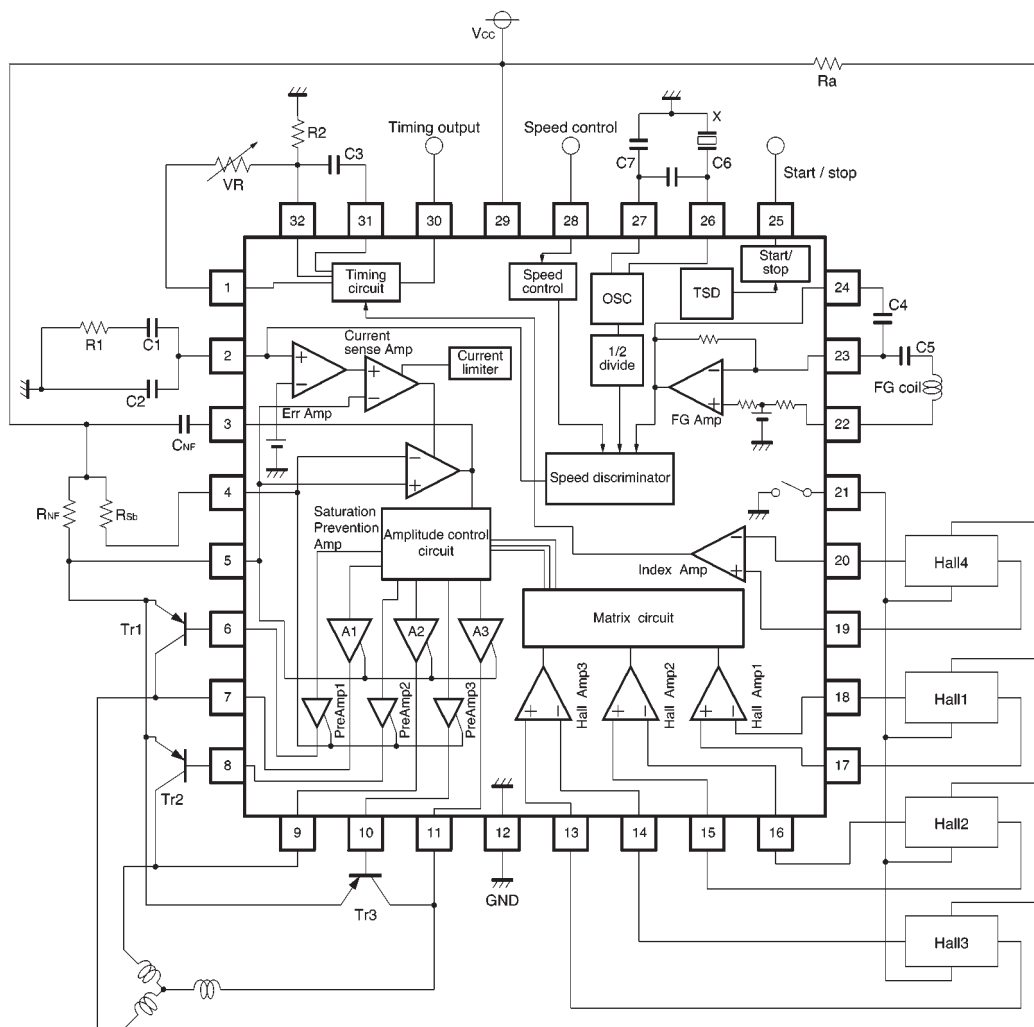 Vcc
Ra
R2
Timing output
Speed control
X
C3
C7
C6
VR
Start / stop
32
31
30
29
28
27
26
25
1
Timing
circuit
Speed
control
OSC
TSD
Start/
stop
24
C4
R1
C1
2
Current
sense Amp
+
−
+
−
Current
limiter
1/2
divide
−
+
FG Amp
23
C5
FG coil
C2
Err Amp
22
CNF
3
−
+
Speed discriminator
4
21
RNF
RSb
Saturation
Prevention
Amp
Amplitude control
circuit
−
+
Index Amp
20
Hall4
5
Tr1
6
A1
A2
A3
Matrix circuit
19
7
PreAmp1
PreAmp2
PreAmp3
+
−
Hall Amp3
+
−
Hall Amp2
+
−
Hall Amp1
18
Hall1
17
8
Tr2
9
10
11
12
13
14
15
16
Hall2
GND
Tr3
Hall3